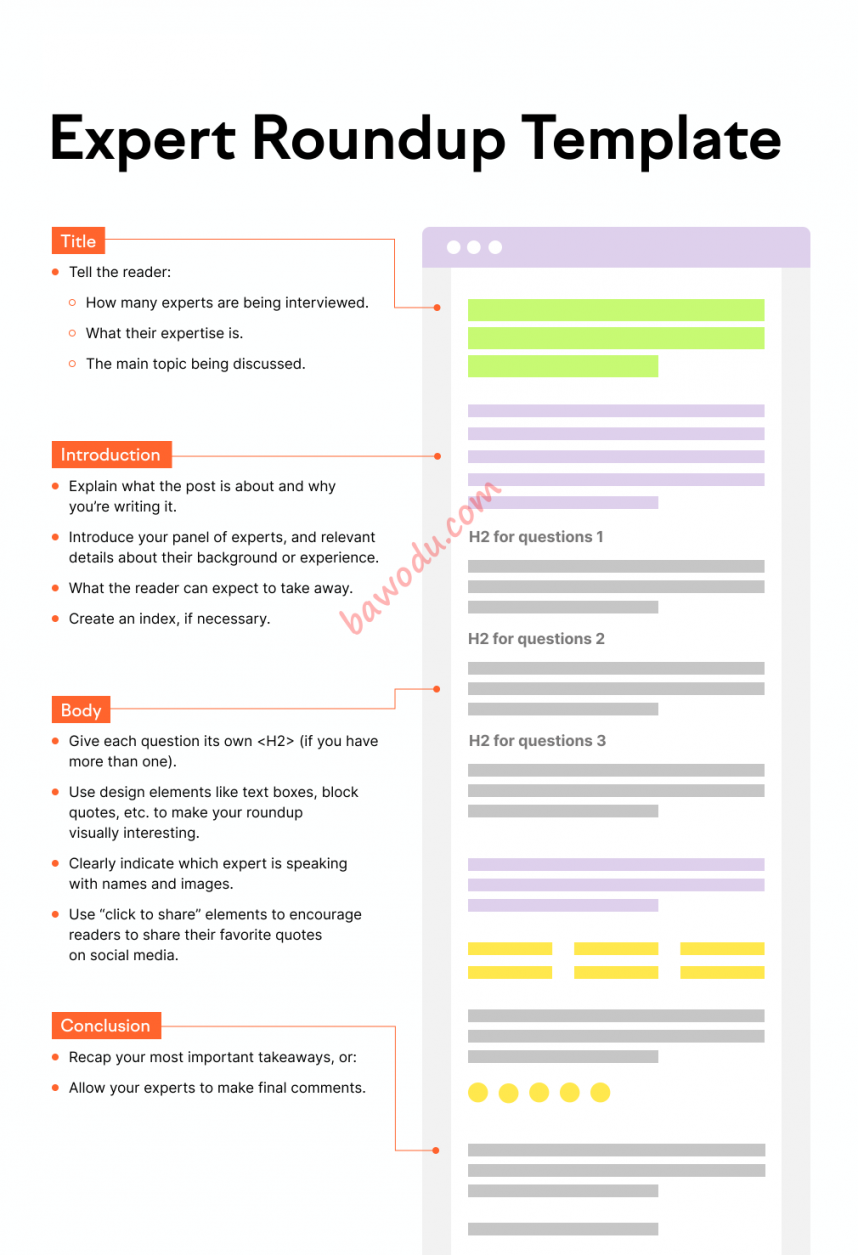 Expert Roundup Template
Title
Tell the reader:
How many experts are being interviewed.
What their expertise is.
The main topic being discussed.
Introduction
Explain what the post is about and why
you’re writing it.
Introduce your panel of experts, and relevant
details about their background or experience.
What the reader can expect to take away.
Create an index, if necessary.
Body
Give each question its own <H2> (if you have
more than one).
Use design elements like text boxes, block
quotes, etc. to make your roundup
visually interesting.
Clearly indicate which expert is speaking
with names and images.
Use “click to share” elements to encourage
readers to share their favorite quotes
on social media.
Conclusion
Recap your most important takeaways, or:
Allow your experts to make final comments.
H2 for questions 1
H2 for questions 2
H2 for questions 3
bawodu.com